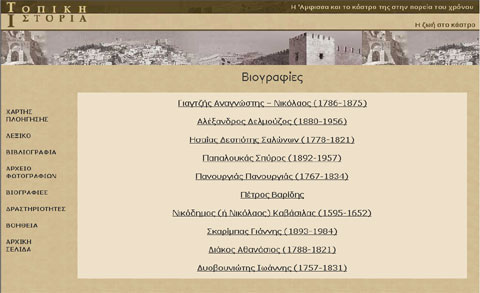 ΤΟΠΙΚΗ
ΙΣΤΟΡΙΑ
Η Άμφισσα και το κάστρο της στην πορεία του χρόνου
Η ζωή στο κάστρο
Βιογραφίες
ΧΑΡΤΗΣ
ΠΛΟΗΓΗΣΗΣ
ΛΕΞΙΚΟ
ΒΙΒΛΙΟΓΡΑΦΙΑ
ΑΡΧΕΙΟ
ΦΩΤΟΓΡΑΦΙΩΝ
ΒΙΟΓΡΑΦΙΕΣ
ΔΡΑΣΤΗΡΙΟΤΗΤΕΣ
ΒΟΗΘΕΙΑ
ΑΡΧΙΚΗ
ΣΕΛΙΔΑ
Γιαγτζής Αναγνώστης – Νικόλαος (1786-1875)
Αλέξανδρος Δελμούζος (1880-1956)
Ησαΐας Δεσπότης Σαλώνων (1778-1821)
Παπαλουκάς Σπύρος (1892-1957)
Πανουργιάς Πανουργιάς (1767-1834)
Πέτρος Βαρίδης
Νικόδημος (ή Νικόλαος) Καβάσιλας (1595-1652)
Σκαρίμπας Γιάννης (1893-1984)
Διάκος Αθανάσιος (1788-1821)
Δυοβουνιώτης Ιωάννης (1757-1831)